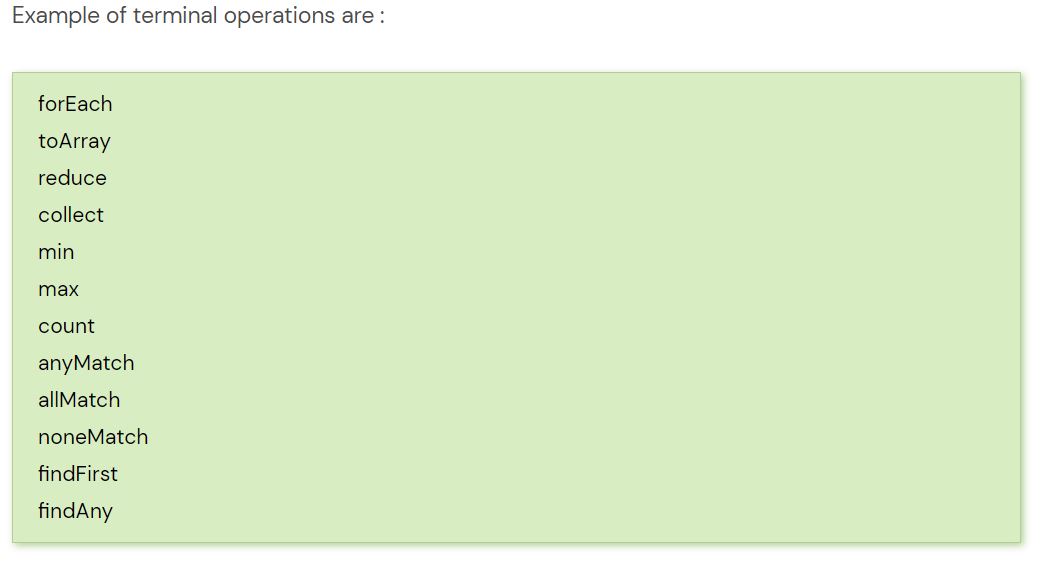 Example of terminal operations are :
forEach
toArray
reduce
collect
min
max
count
anyMatch
allMatch
noneMatch
findFirst
findAny